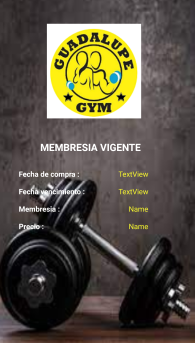 GUADALUPE
GYM
MEMBRESIA VIGENTE
Fecha de compra : TextView
Fecha vencimiento : TextView
Membresia : Name
Precio : Name